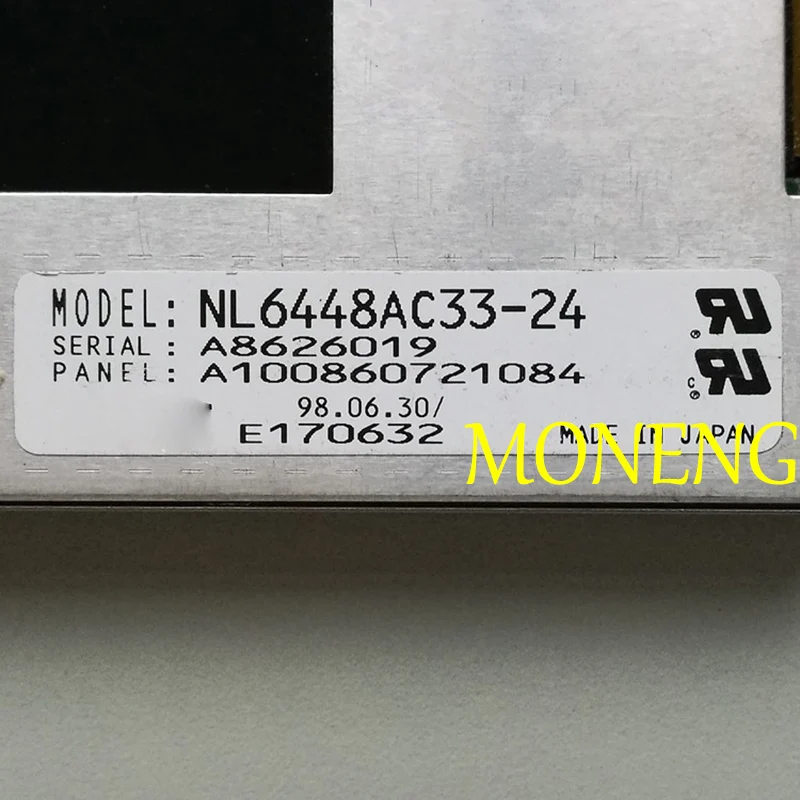 MODEL: NL6448AC33-24
SERIAL: A8626019
PANEL: A100860721084
98.06.30/
E170632
MADE IN JAPAN
MONENG